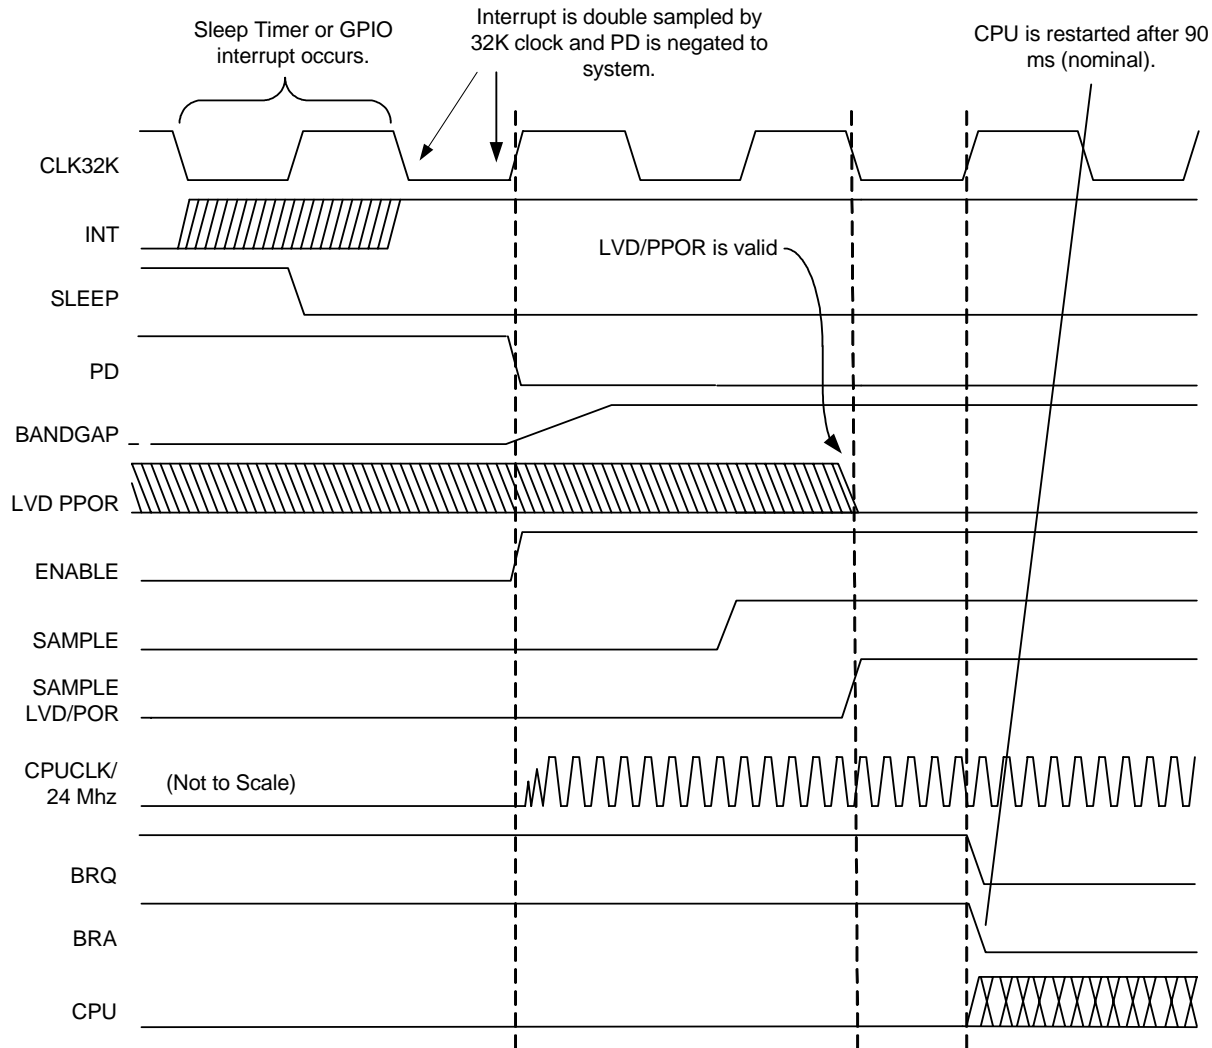 Sleep Timer or GPIO
interrupt occurs.
Interrupt is double sampled by
32K clock and PD is negated to
system.
CPU is restarted after 90
ms (nominal).
CLK32K
INT
LVD/PPOR is valid
SLEEP
PD
BANDGAP
LVD PPOR
ENABLE
SAMPLE
SAMPLE
LVD/POR
CPUCLK/
24 Mhz
(Not to Scale)
BRQ
BRA
CPU